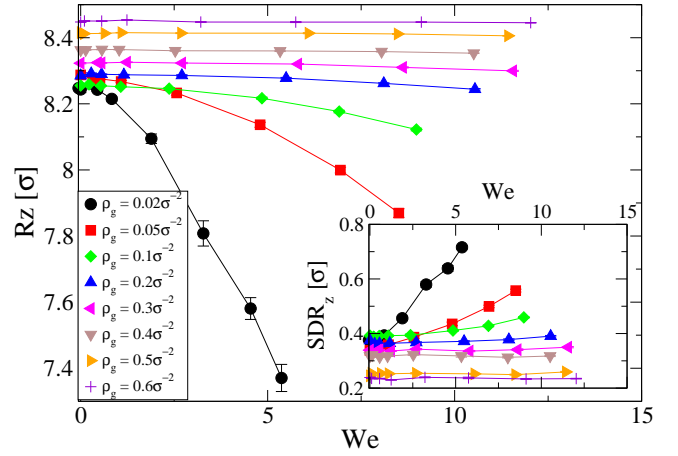 8.4
8.2
8
7.8
7.6
7.4
Rz [σ]
0
5
10
15
We
ρg = 0.02σ−2
ρg = 0.05σ−2
ρg = 0.1σ−2
ρg = 0.2σ−2
ρg = 0.3σ−2
ρg = 0.4σ−2
ρg = 0.5σ−2
ρg = 0.6σ−2
We
0
5
10
15
0.8
0.6
0.4
0.2
SDRz [σ]